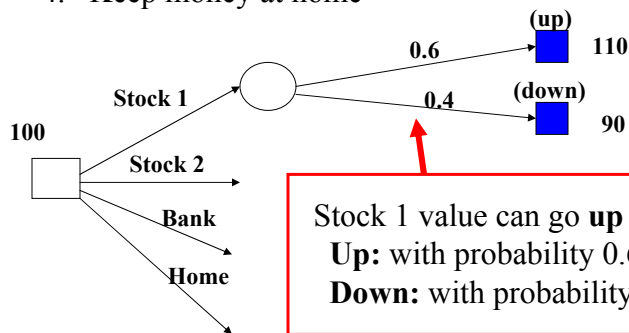 4. Keep money at home
(up)
0.6
110
Stock 1
(down)
0.4
90
100
Stock 2
Bank
Home
Stock 1 value can go up
Up: with probability 0.
Down: with probability